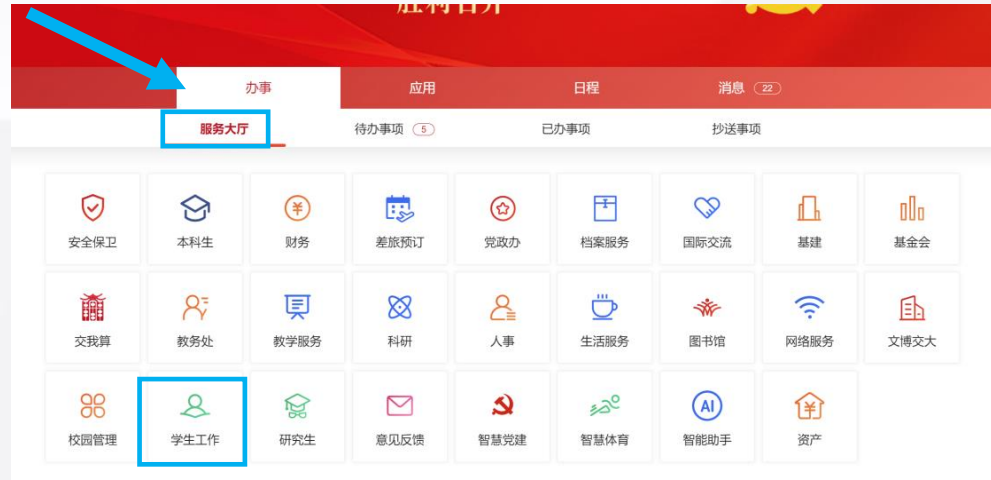 胜利召开
办事 应用 日程 消息 22
服务大厅 待办事项 5 已办事项 抄送事项
安全保卫 本科生 财务 差旅预订 党政办 档案服务 国际交流 基建 基金会
交我算 教务处 教学服务 科研 人事 生活服务 图书馆 网络服务 文博交大
AI
校园管理 学生工作 研究生 意见反馈 智慧党建 智慧体育 智能助手 资产